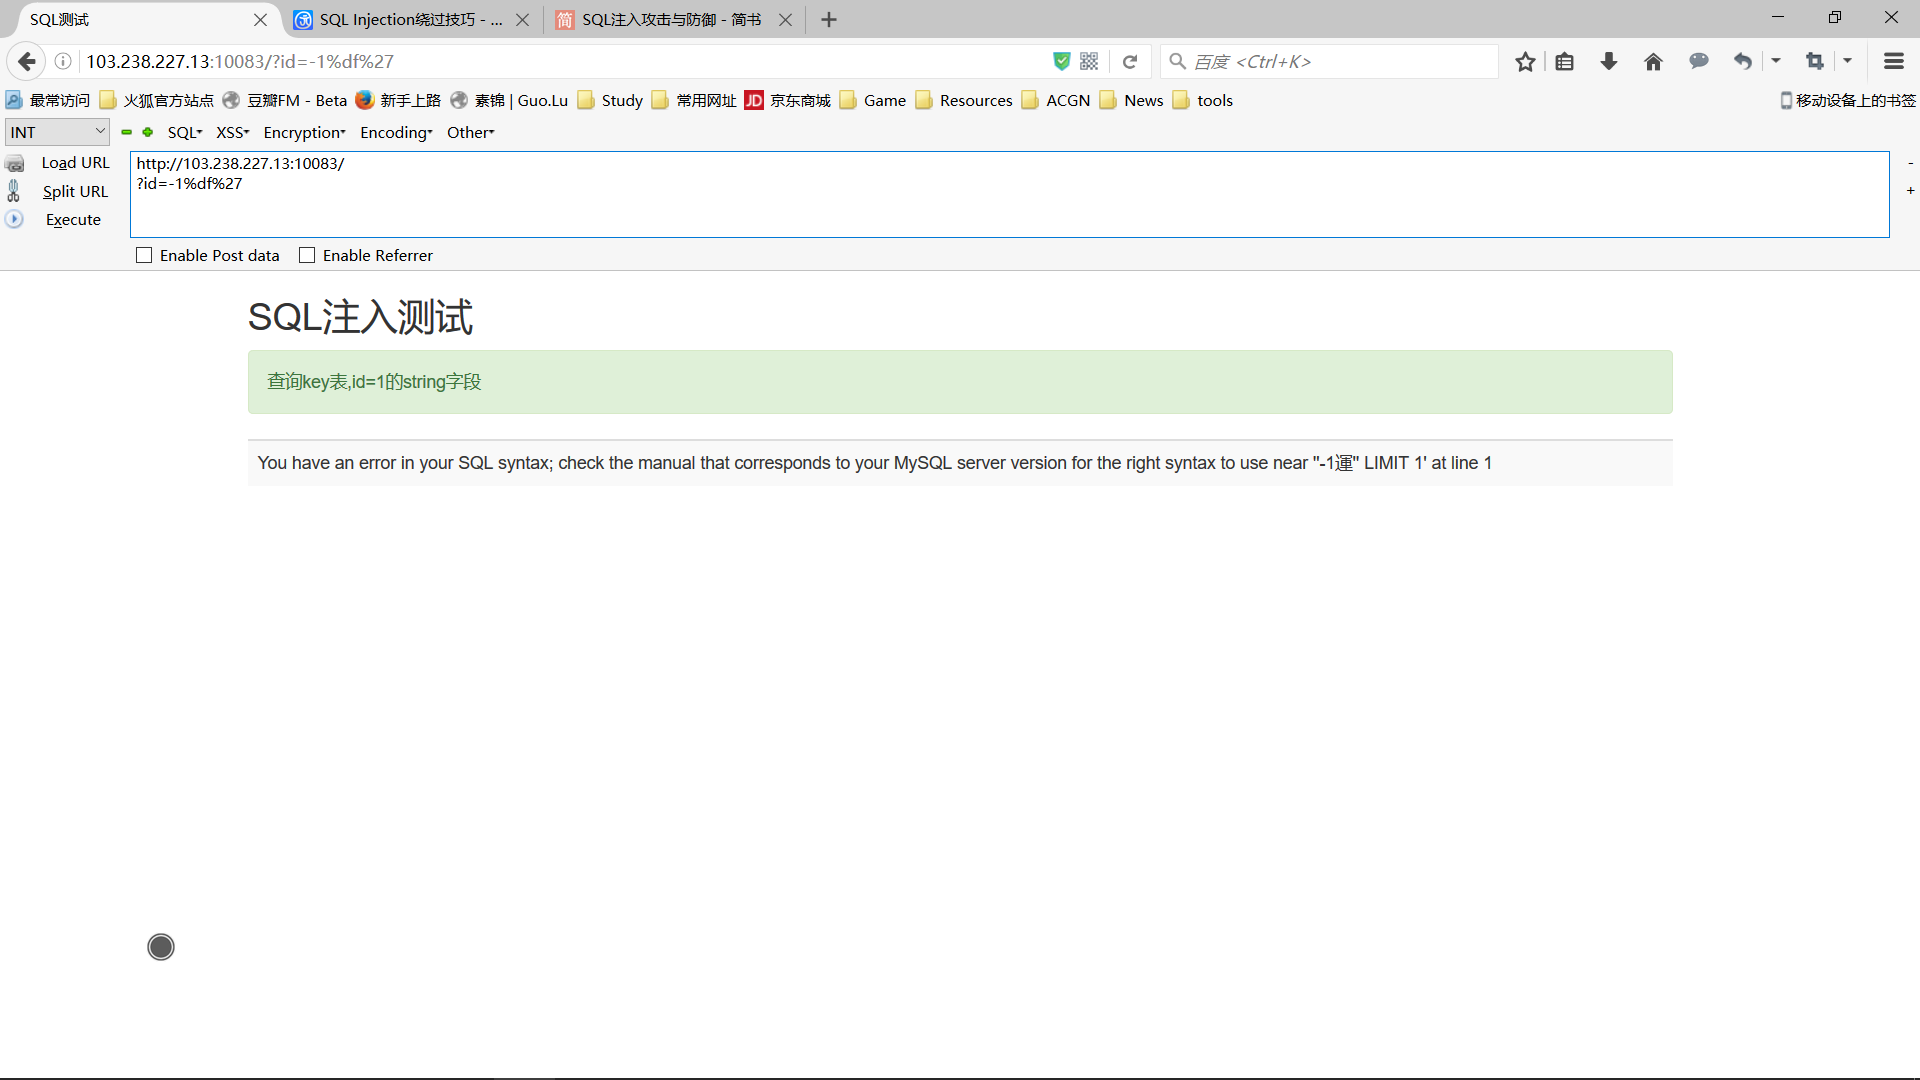 SQL测试
SQL Injection绕过技巧 - ...
简 SQL注入攻击与防御 - 简书
103.238.227.13:10083/?id=-1%df%27
百度 <Ctrl+K>
最常访问 火狐官方站点 豆瓣FM - Beta 新手上路 素锦 | Guo.Lu Study 常用网址 JD 京东商城 Game Resources ACGN News tools 移动设备上的书签
INT SQL XSS Encryption Encoding Other
Load URL
Split URL
Execute
http://103.238.227.13:10083/
?id=-1%df%27
-
+
Enable Post data Enable Referrer
SQL注入测试
查询key表,id=1的string字段
You have an error in your SQL syntax; check the manual that corresponds to your MySQL server version for the right syntax to use near ''-1運'' LIMIT 1' at line 1